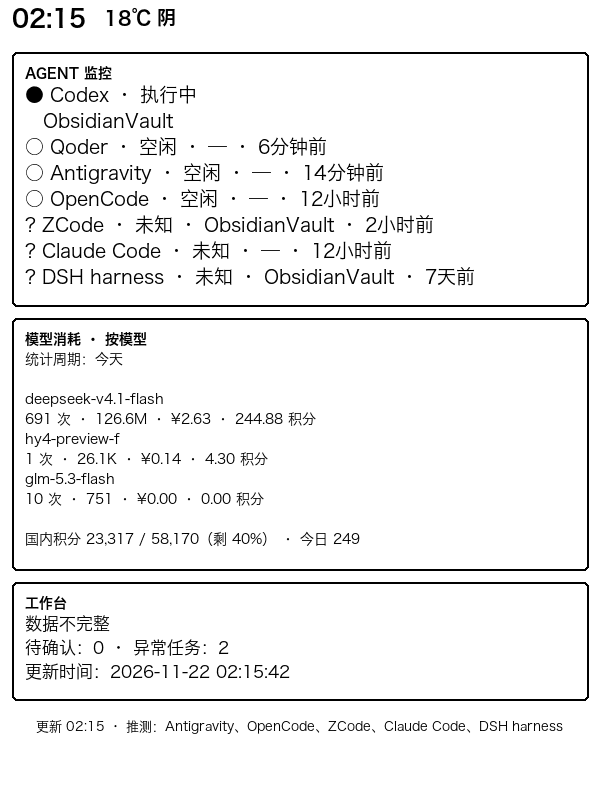 02:15 18℃ 阴
AGENT 监控
● Codex · 执行中
ObsidianVault
○ Qoder · 空闲 · — · 6分钟前
○ Antigravity · 空闲 · — · 14分钟前
○ OpenCode · 空闲 · — · 12小时前
? ZCode · 未知 · ObsidianVault · 2小时前
? Claude Code · 未知 · — · 12小时前
? DSH harness · 未知 · ObsidianVault · 7天前
模型消耗 · 按模型
统计周期：今天
deepseek-v4.1-flash
691 次 · 126.6M · ¥2.63 · 244.88 积分
hy4-preview-f
1 次 · 26.1K · ¥0.14 · 4.30 积分
glm-5.3-flash
10 次 · 751 · ¥0.00 · 0.00 积分
国内积分 23,317 / 58,170（剩 40%） · 今日 249
工作台
数据不完整
待确认：0 · 异常任务：2
更新时间：2026-11-22 02:15:42
更新 02:15 · 推测：Antigravity、OpenCode、ZCode、Claude Code、DSH harness